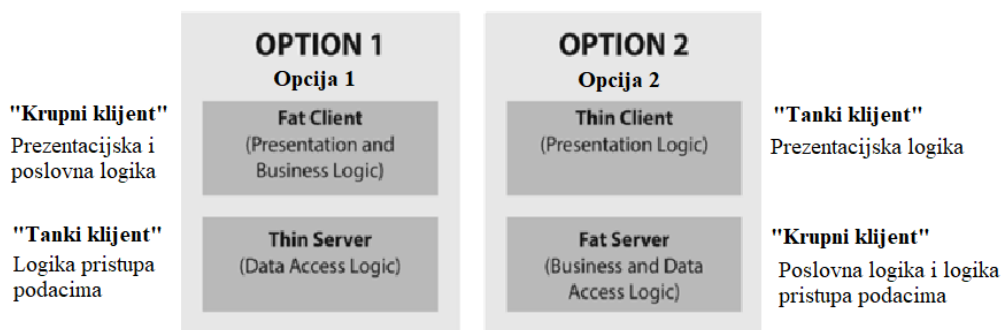 OPTION 1
Opcija 1
OPTION 2
Opcija 2
"Krupni klijent"
Prezentacijska i
poslovna logika
Fat Client
(Presentation and
Business Logic)
Thin Client
(Presentation Logic)
"Tanki klijent"
Prezentacijska logika
"Tanki klijent"
Logika pristupa
podacima
Thin Server
(Data Access Logic)
Fat Server
(Business and Data
Access Logic)
"Krupni klijent"
Poslovna logika i logika
pristupa podacima